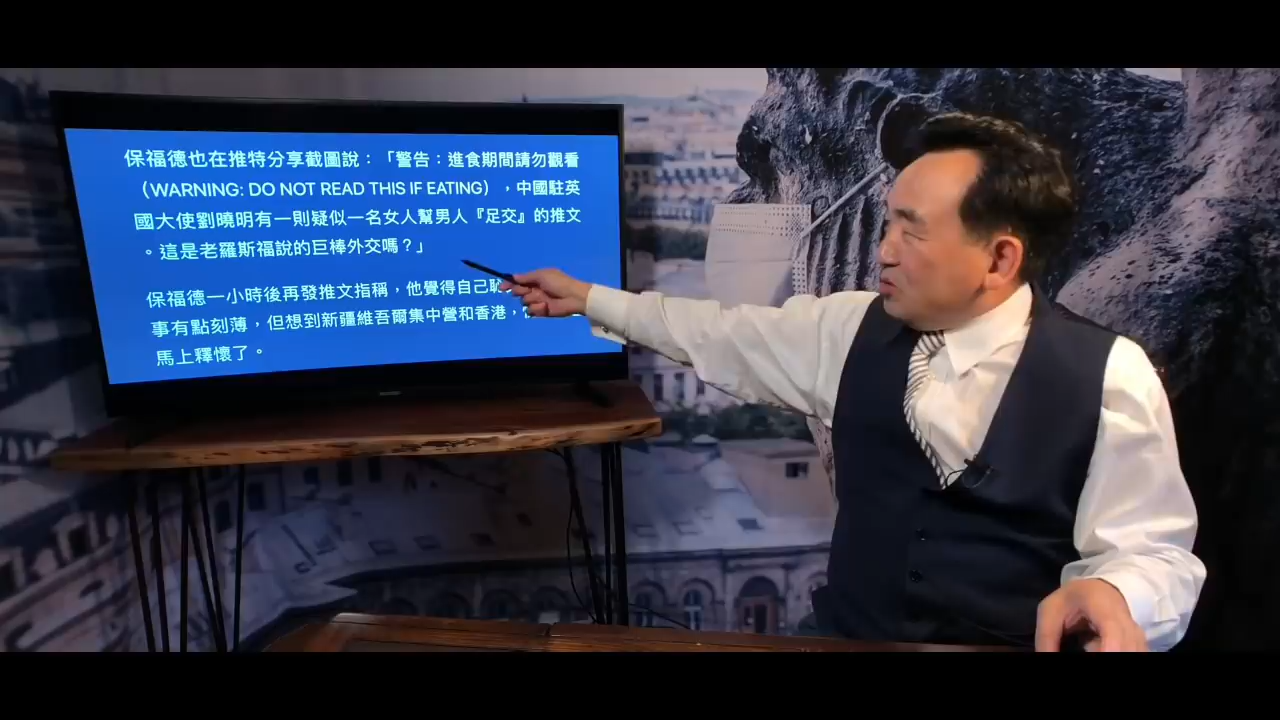 保福德也在推特分享截圖說：「警告：進食期間請勿觀看
（WARNING: DO NOT READ THIS IF EATING），中國駐英
國大使劉曉明有一則疑似一名女人幫男人『足交』的推文
。這是老羅斯福說的巨棒外交嗎？」
保福德一小時後再發推文指稱，他覺得自己
事有點刻薄，但想到新疆維吾爾集中營和香港，
馬上釋懷了。